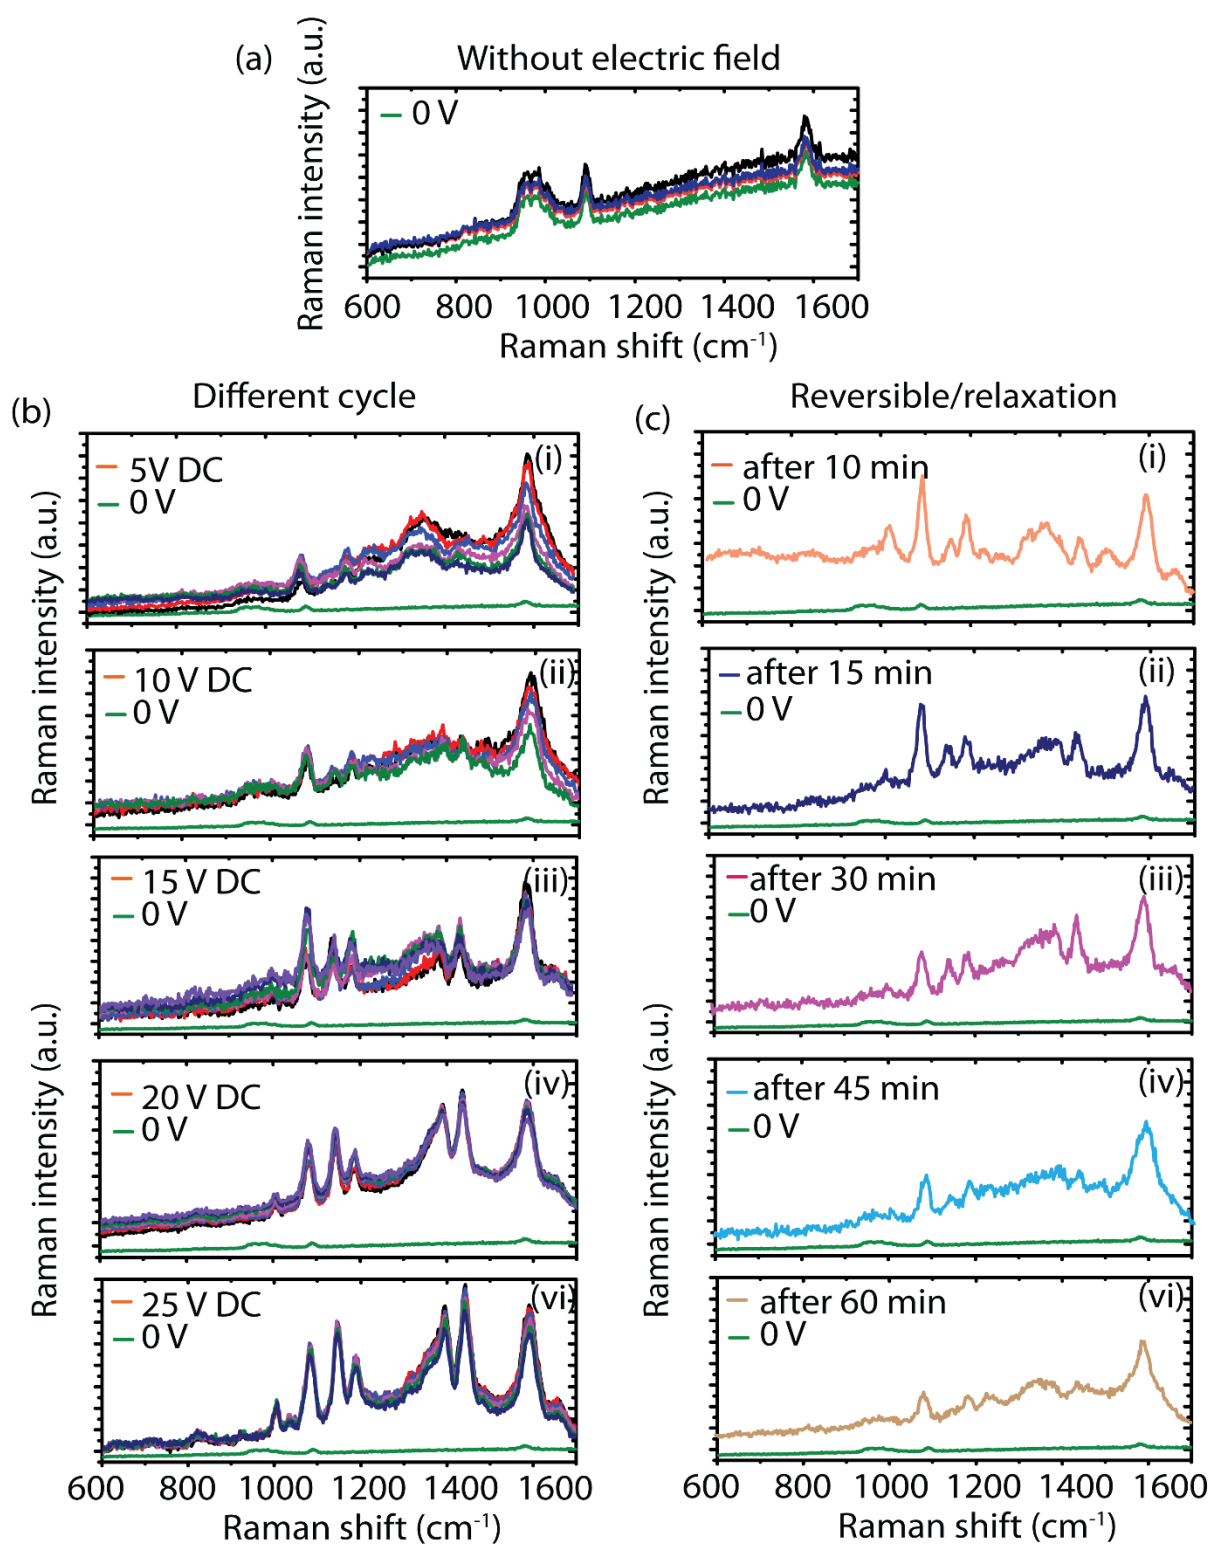 (a)
Without electric field
Raman intensity (a.u.)
0 V
600 800 1000 1200 1400 1600
Raman shift (cm-1)
(b)
Different cycle
(c)
Reversible/relaxation
Raman intensity (a.u.)
5V DC
0 V
(i)
after 10 min
0 V
(i)
10 V DC
0 V
(ii)
Raman intensity (a.u.)
after 15 min
0 V
(ii)
15 V DC
0 V
(iii)
after 30 min
0 V
(iii)
Raman intensity (a.u.)
20 V DC
0 V
(iv)
Raman intensity (a.u.)
after 45 min
0 V
(iv)
25 V DC
0 V
(vi)
after 60 min
0 V
(vi)
600 800 1000 1200 1400 1600
Raman shift (cm-1)
600 800 1000 1200 1400 1600
Raman shift (cm-1)